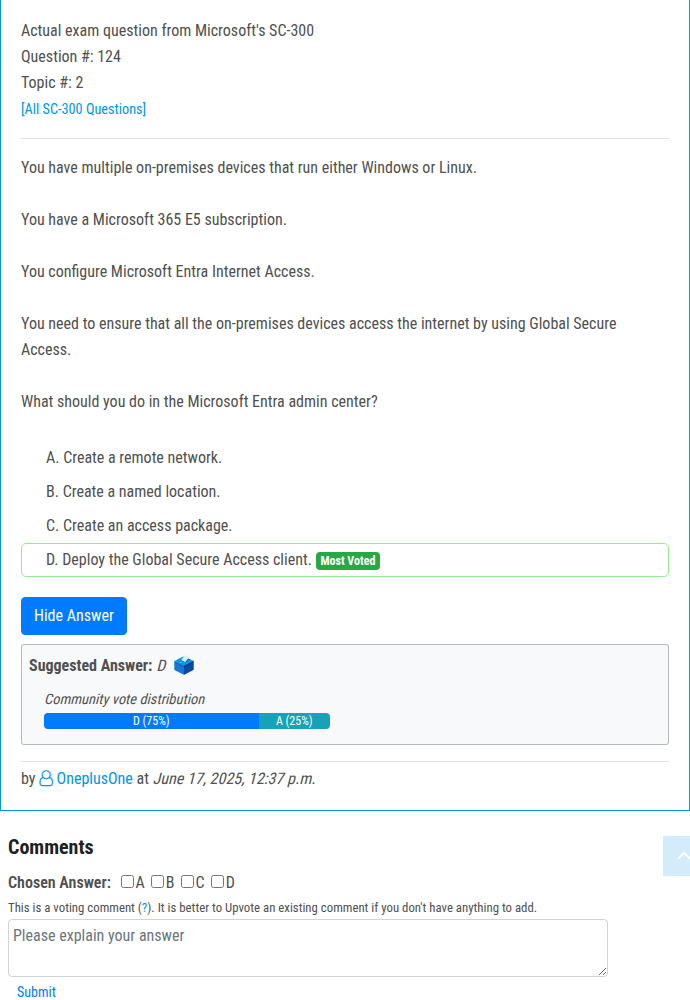 Actual exam question from Microsoft's SC-300
Question #: 124
Topic #: 2
[All SC-300 Questions]
You have multiple on-premises devices that run either Windows or Linux.
You have a Microsoft 365 E5 subscription.
You configure Microsoft Entra Internet Access.
You need to ensure that all the on-premises devices access the internet by using Global Secure
Access.
What should you do in the Microsoft Entra admin center?
A. Create a remote network.
B. Create a named location.
C. Create an access package.
D. Deploy the Global Secure Access client. Most Voted
Hide Answer
Suggested Answer: D
Community vote distribution
D (75%) A (25%)
by OneplusOne at June 17, 2025, 12:37 p.m.
Comments
Chosen Answer: A B C D
This is a voting comment (?). It is better to Upvote an existing comment if you don't have anything to add.
Please explain your answer
Submit